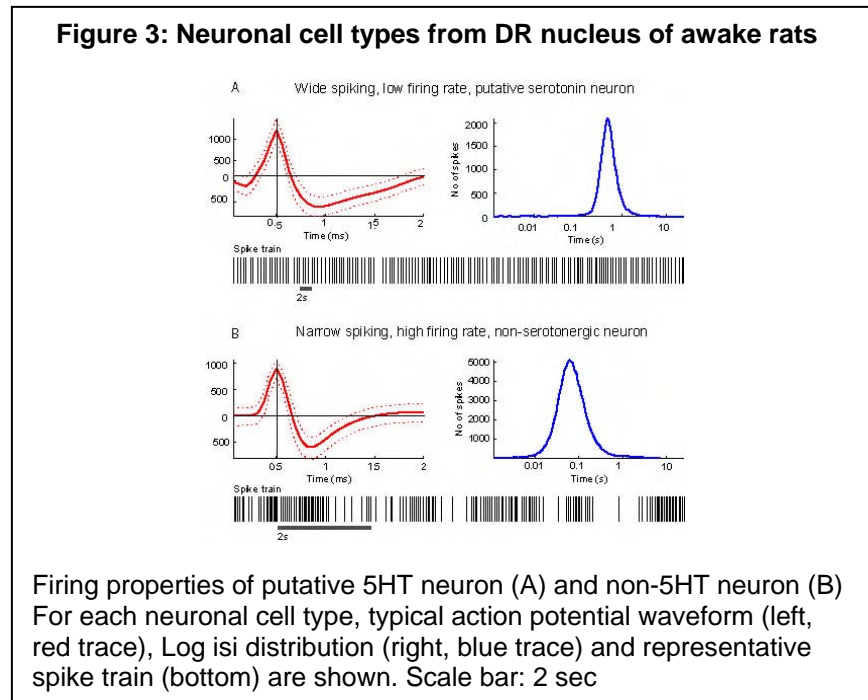 Figure 3: Neuronal cell types from DR nucleus of awake rats
A Wide spiking, low firing rate, putative serotonin neuron
1000
500
0
500
0.5 1 15 2
Time (ms)
No of spikes
2000
1500
1000
500
0
0.01 0.1 1 10
Time (s)
Spike train
2s
B Narrow spiking, high firing rate, non-serotonergic neuron
1000
500
0
500
05 1 15 2
Time (ms)
No of spikes
5000
4000
3000
2000
1000
0.01 0.1 1 10
Time (s)
Spike train
2s
Firing properties of putative 5HT neuron (A) and non-5HT neuron (B)
For each neuronal cell type, typical action potential waveform (left,
red trace), Log isi distribution (right, blue trace) and representative
spike train (bottom) are shown. Scale bar: 2 sec